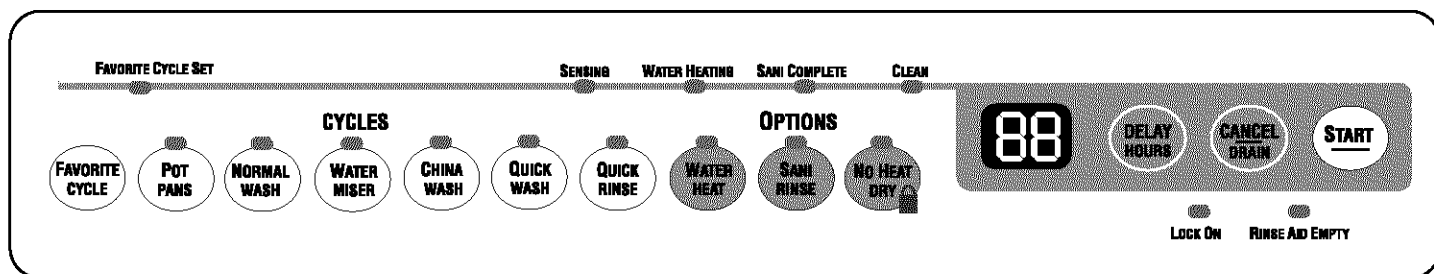 FAVORITE CYCLE SET
SENSING
WATER HEATING
SANI COMPLETE
CLEAN
CYCLES
OPTIONS
FAVORITE
CYCLE
POT
PANS
NORMAL
WASH
WATER
MISER
CHINA
WASH
QUICK
WASH
QUICK
RINSE
WATER
HEAT
SANI
RINSE
NO HEAT
DRY
88
DELAY
HOURS
CANCEL
DRAIN
START
LOCK ON
RINSE AID EMPTY